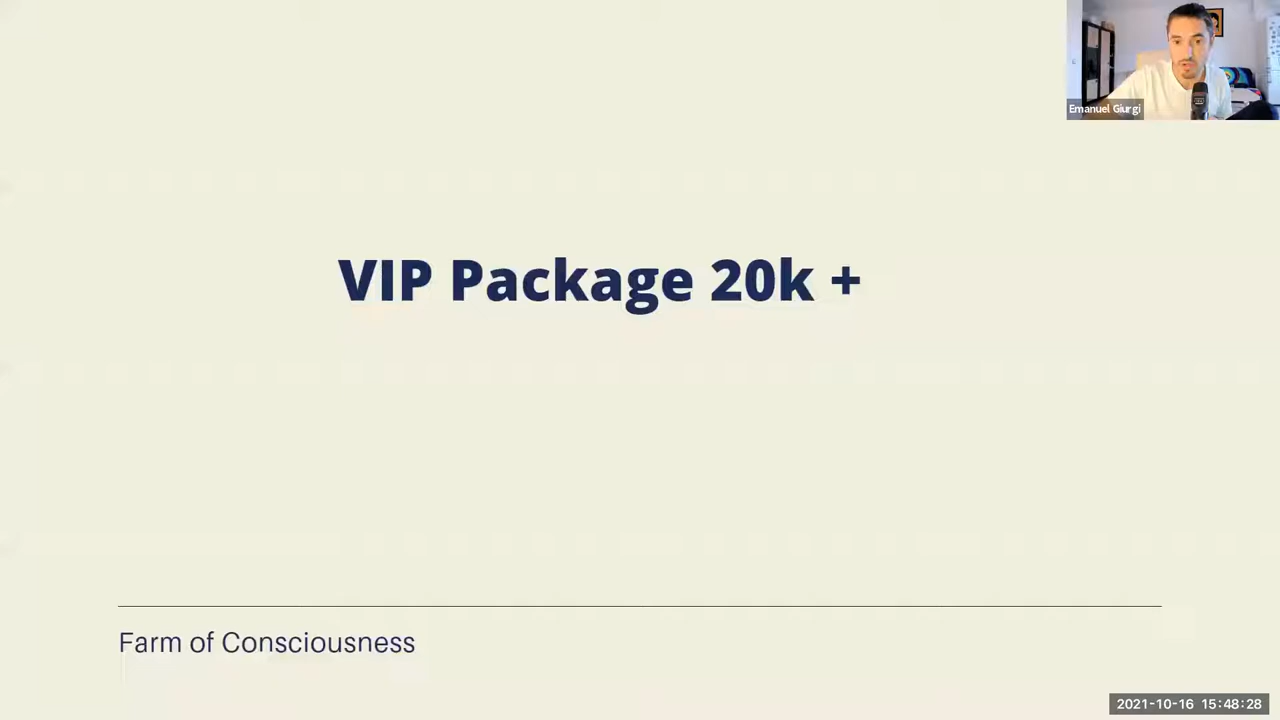 Emanuel Giurgi
VIP Package 20k +
Farm of Consciousness
2021-10-16 15:48:28